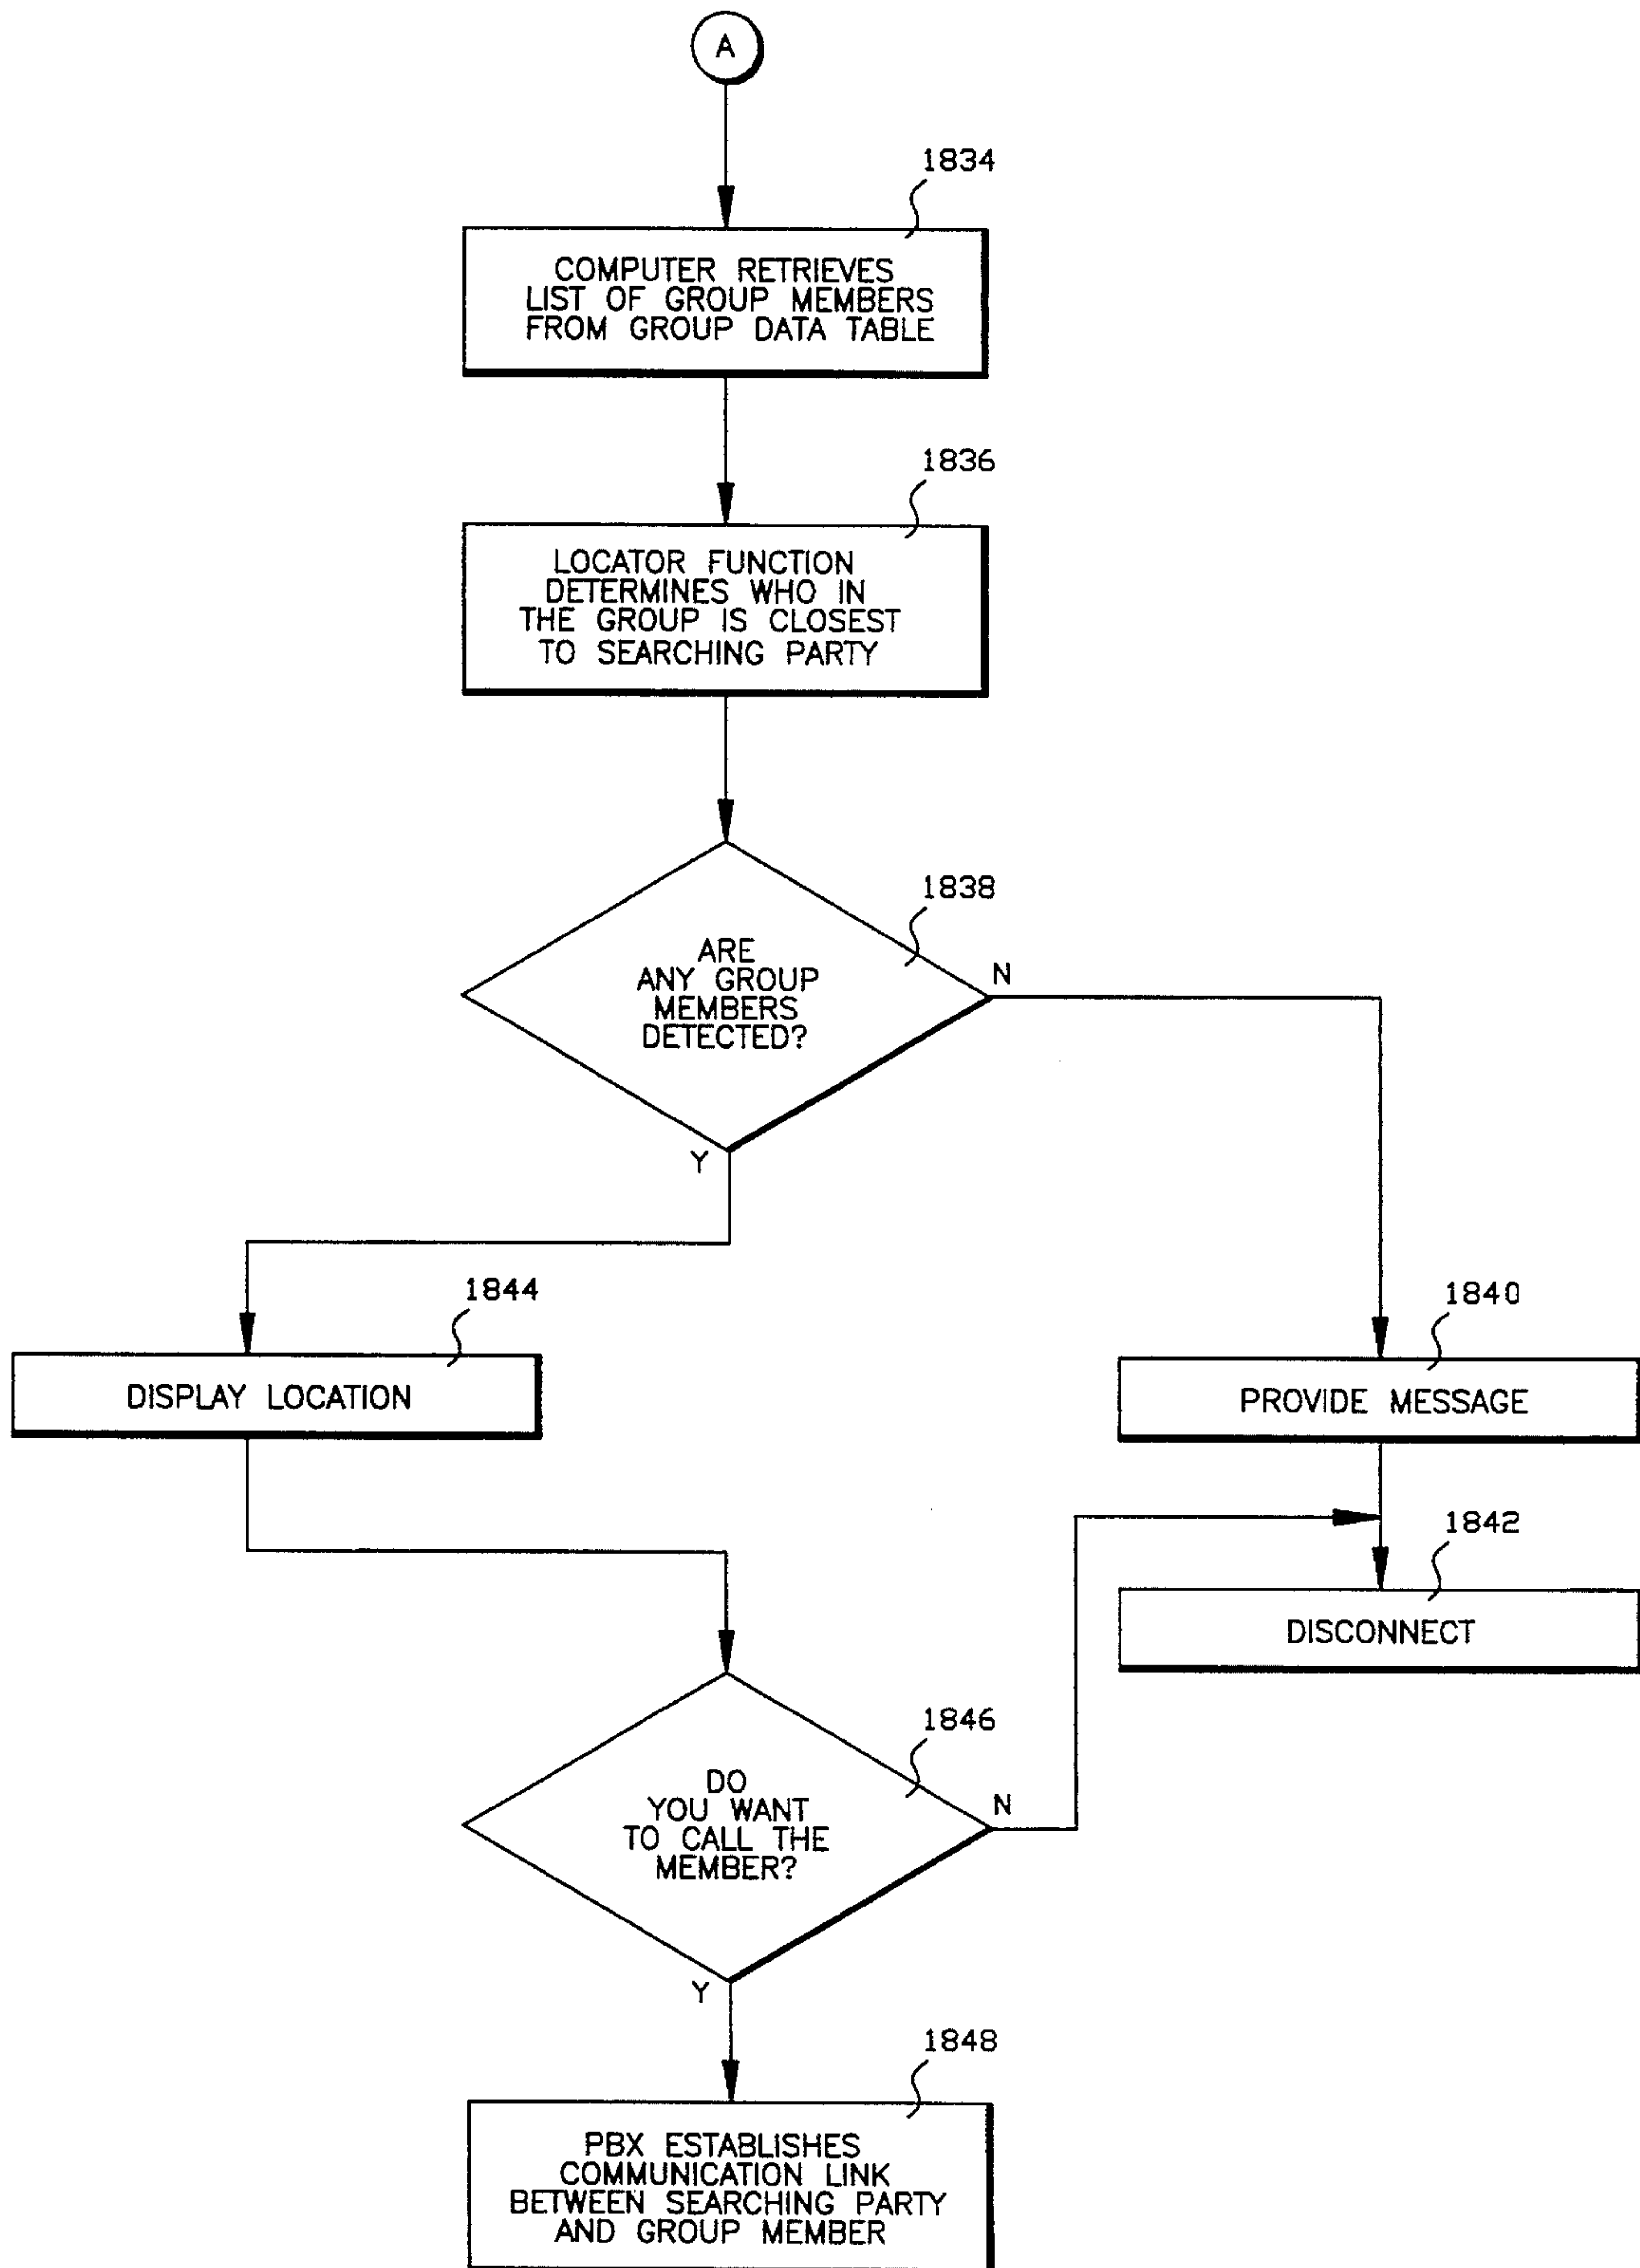 A
1834
COMPUTER RETRIEVES
LIST OF GROUP MEMBERS
FROM GROUP DATA TABLE
1836
LOCATOR FUNCTION
DETERMINES WHO IN
THE GROUP IS CLOSEST
TO SEARCHING PARTY
1838
ARE
ANY GROUP
MEMBERS
DETECTED?
N
Y
1844
DISPLAY LOCATION
1840
PROVIDE MESSAGE
1842
DISCONNECT
1846
DO
YOU WANT
TO CALL THE
MEMBER?
N
Y
1848
PBX ESTABLISHES
COMMUNICATION LINK
BETWEEN SEARCHING PARTY
AND GROUP MEMBER